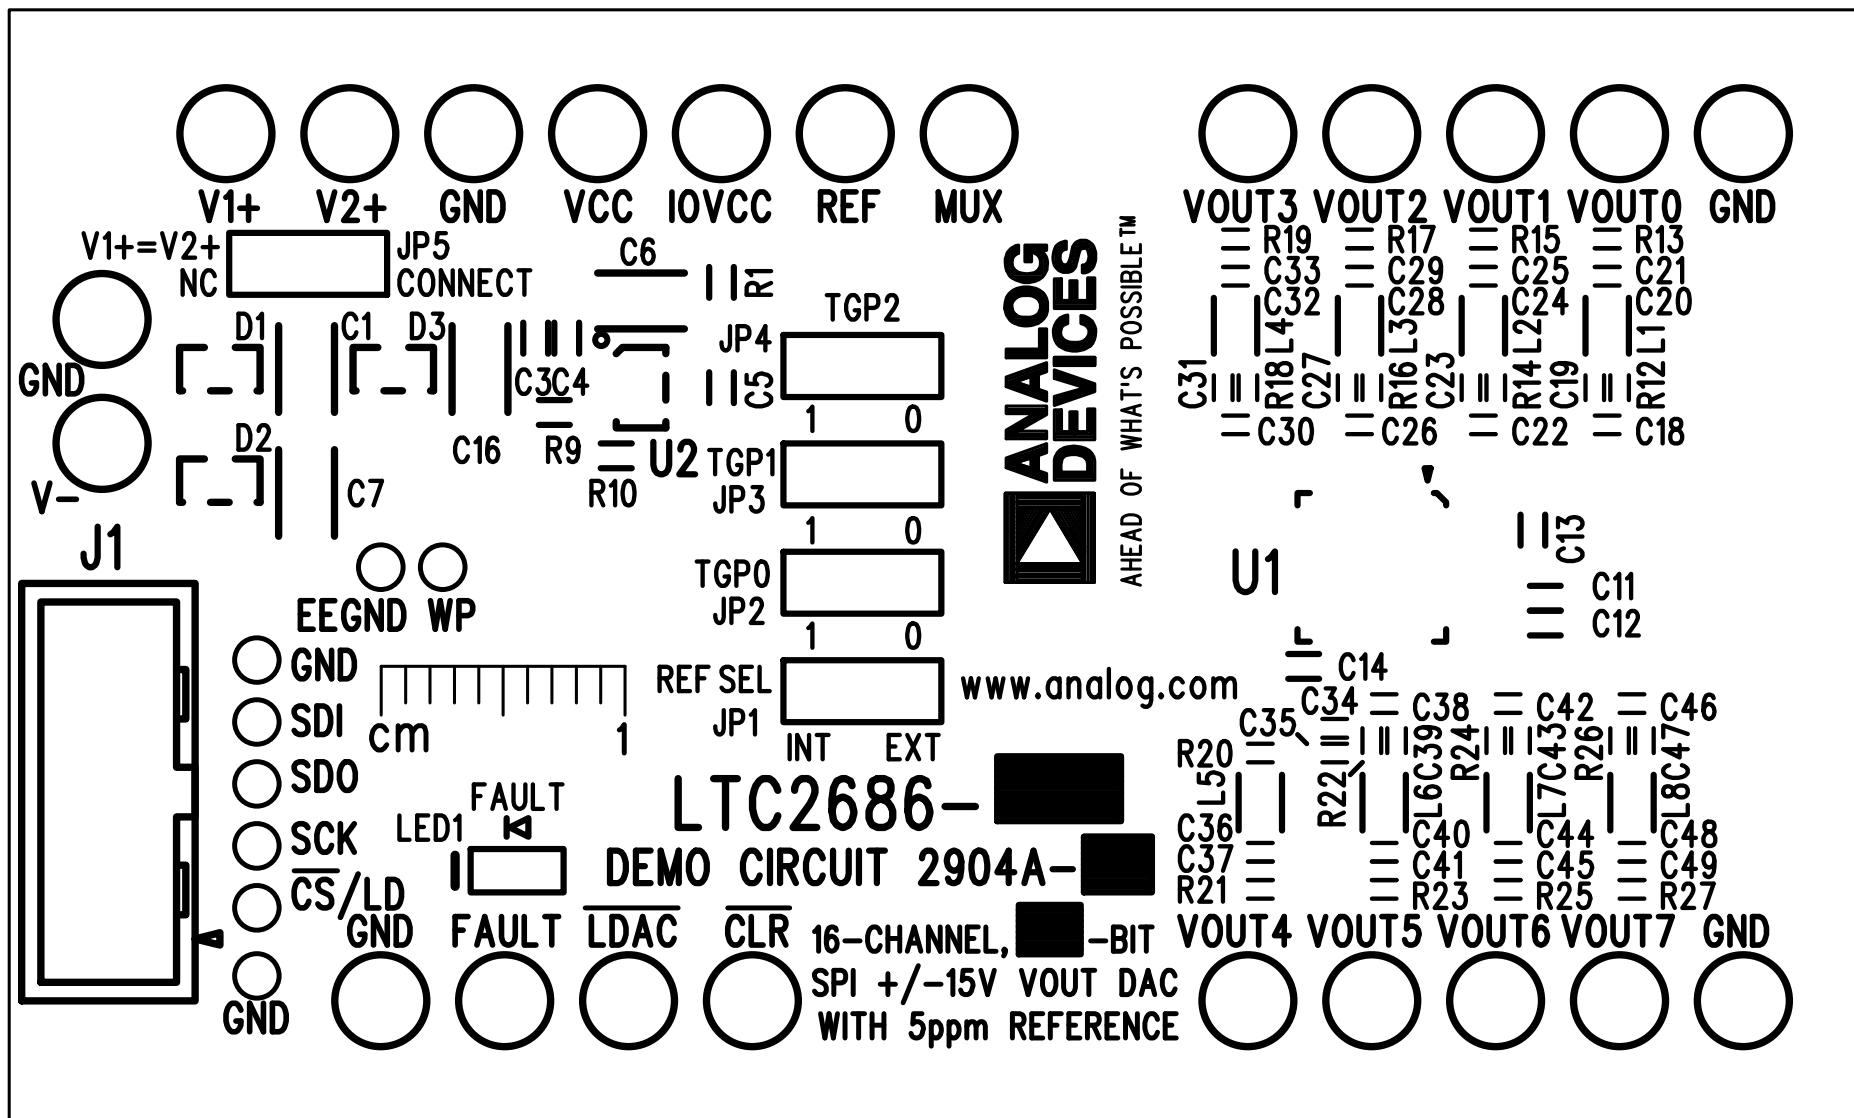 V1+ V2+ GND VCC IOVCC REF MUX
VOUT3 VOUT2 VOUT1 VOUT0 GND
V1+=V2+ JP5
NC CONNECT
C6 R1
R19 R17 R15 R13
C33 C29 C25 C21
C32 C28 C24 C20
L4 L3 L2 L1
D1 C1 D3
TGP2
JP4
GND
C3 C4
C5
1 0
C31 R18 C27 R16 C23 R14 C19 R12
C30 C26 C22 C18
D2 C16 R9 U2
TGP1
JP3
R10
1 0
V-
C7
J1
ANALOG
DEVICES
AHEAD OF WHAT'S POSSIBLE™
U1
C13
C11
C12
C14
TGP0
JP2
1 0
EEGND WP
GND
SDI
SDO
SCK
CS/LD
GND
cm 1
REF SEL
JP1
INT EXT
www.analog.com
C35 C34 C38 C42 C46
R20 R22 R24 R26
C39 C43 C47
L5 L6 L7 L8
C36 C40 C44 C48
C37 C41 C45 C49
R21 R23 R25 R27
FAULT
LED1
LTC2686-
DEMO CIRCUIT 2904A-
GND FAULT LDAC CLR
16-CHANNEL, -BIT
SPI +/-15V VOUT DAC
WITH 5ppm REFERENCE
VOUT4 VOUT5 VOUT6 VOUT7 GND